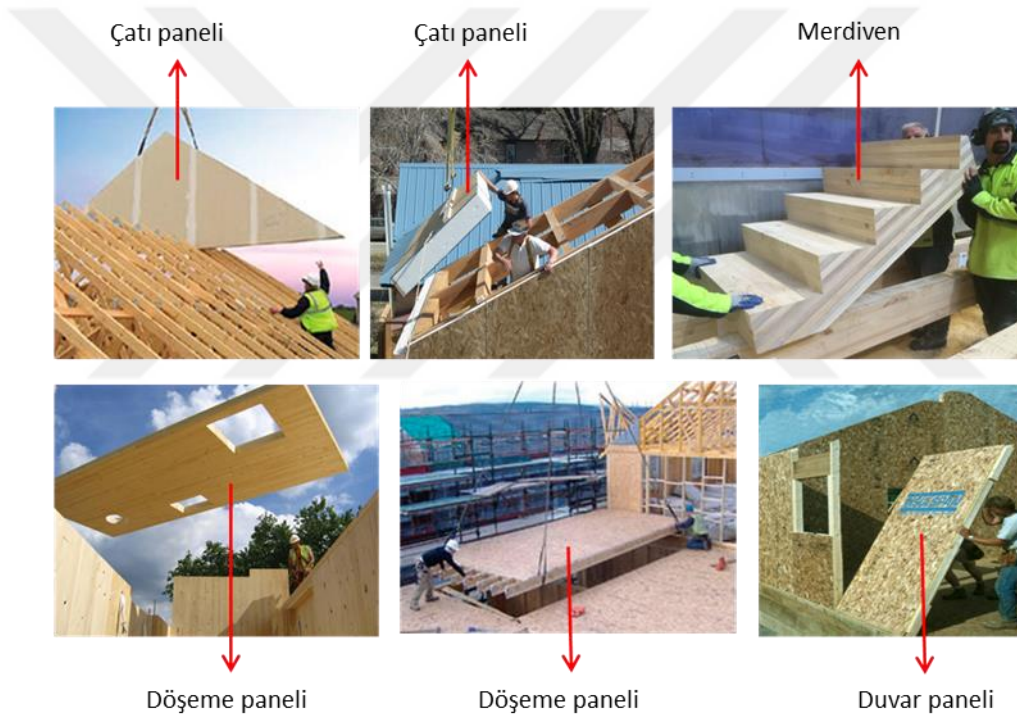 Çatı paneli
Çatı paneli
Merdiven
Döşeme paneli
Döşeme paneli
Duvar paneli